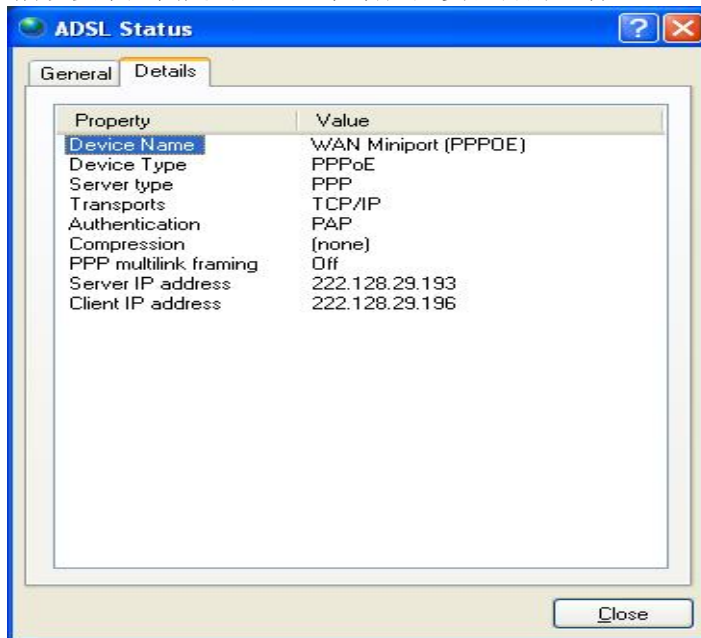 ADSL Status
General Details
Property Value
Device Name WAN Miniport (PPPOE)
Device Type PPPoE
Server type PPP
Transports TCP/IP
Authentication PAP
Compression (none)
PPP multilink framing Off
Server IP address 222.128.29.193
Client IP address 222.128.29.196
Close